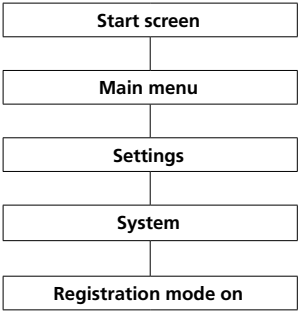 Start screen
Main menu
Settings
System
Registration mode on